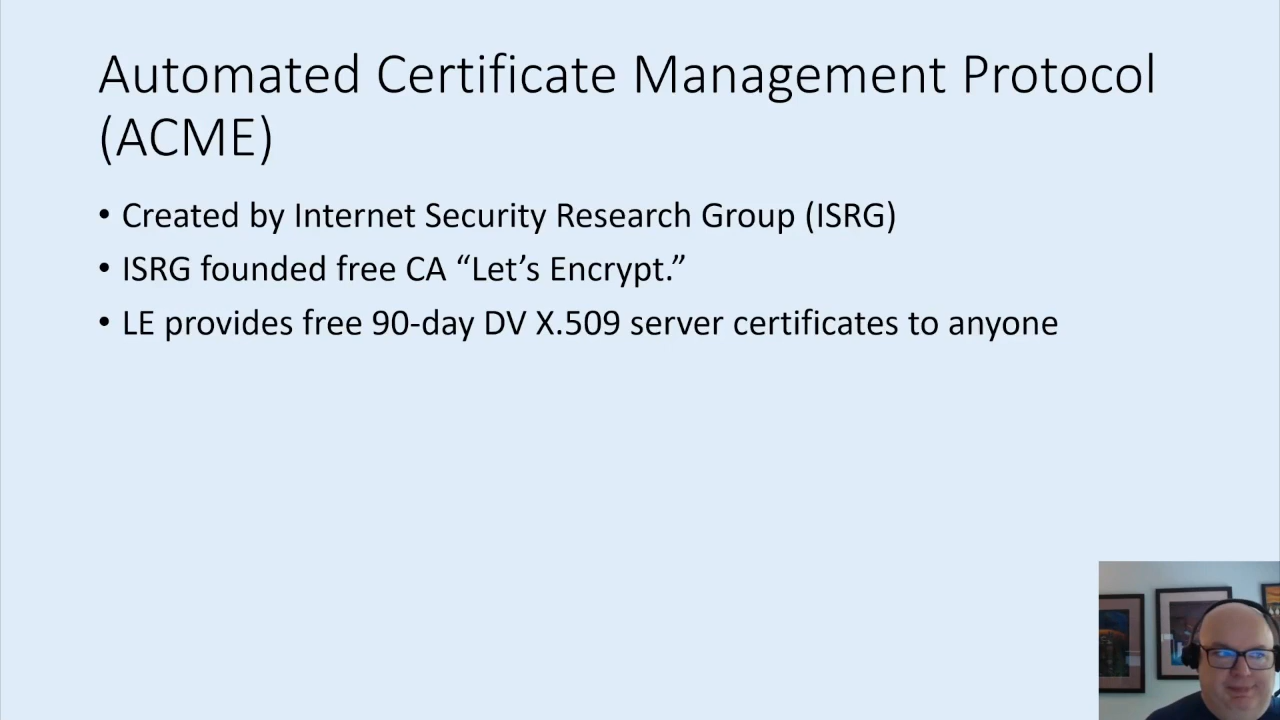 Automated Certificate Management Protocol
(ACME)
• Created by Internet Security Research Group (ISRG)
• ISRG founded free CA “Let’s Encrypt.”
• LE provides free 90-day DV X.509 server certificates to anyone